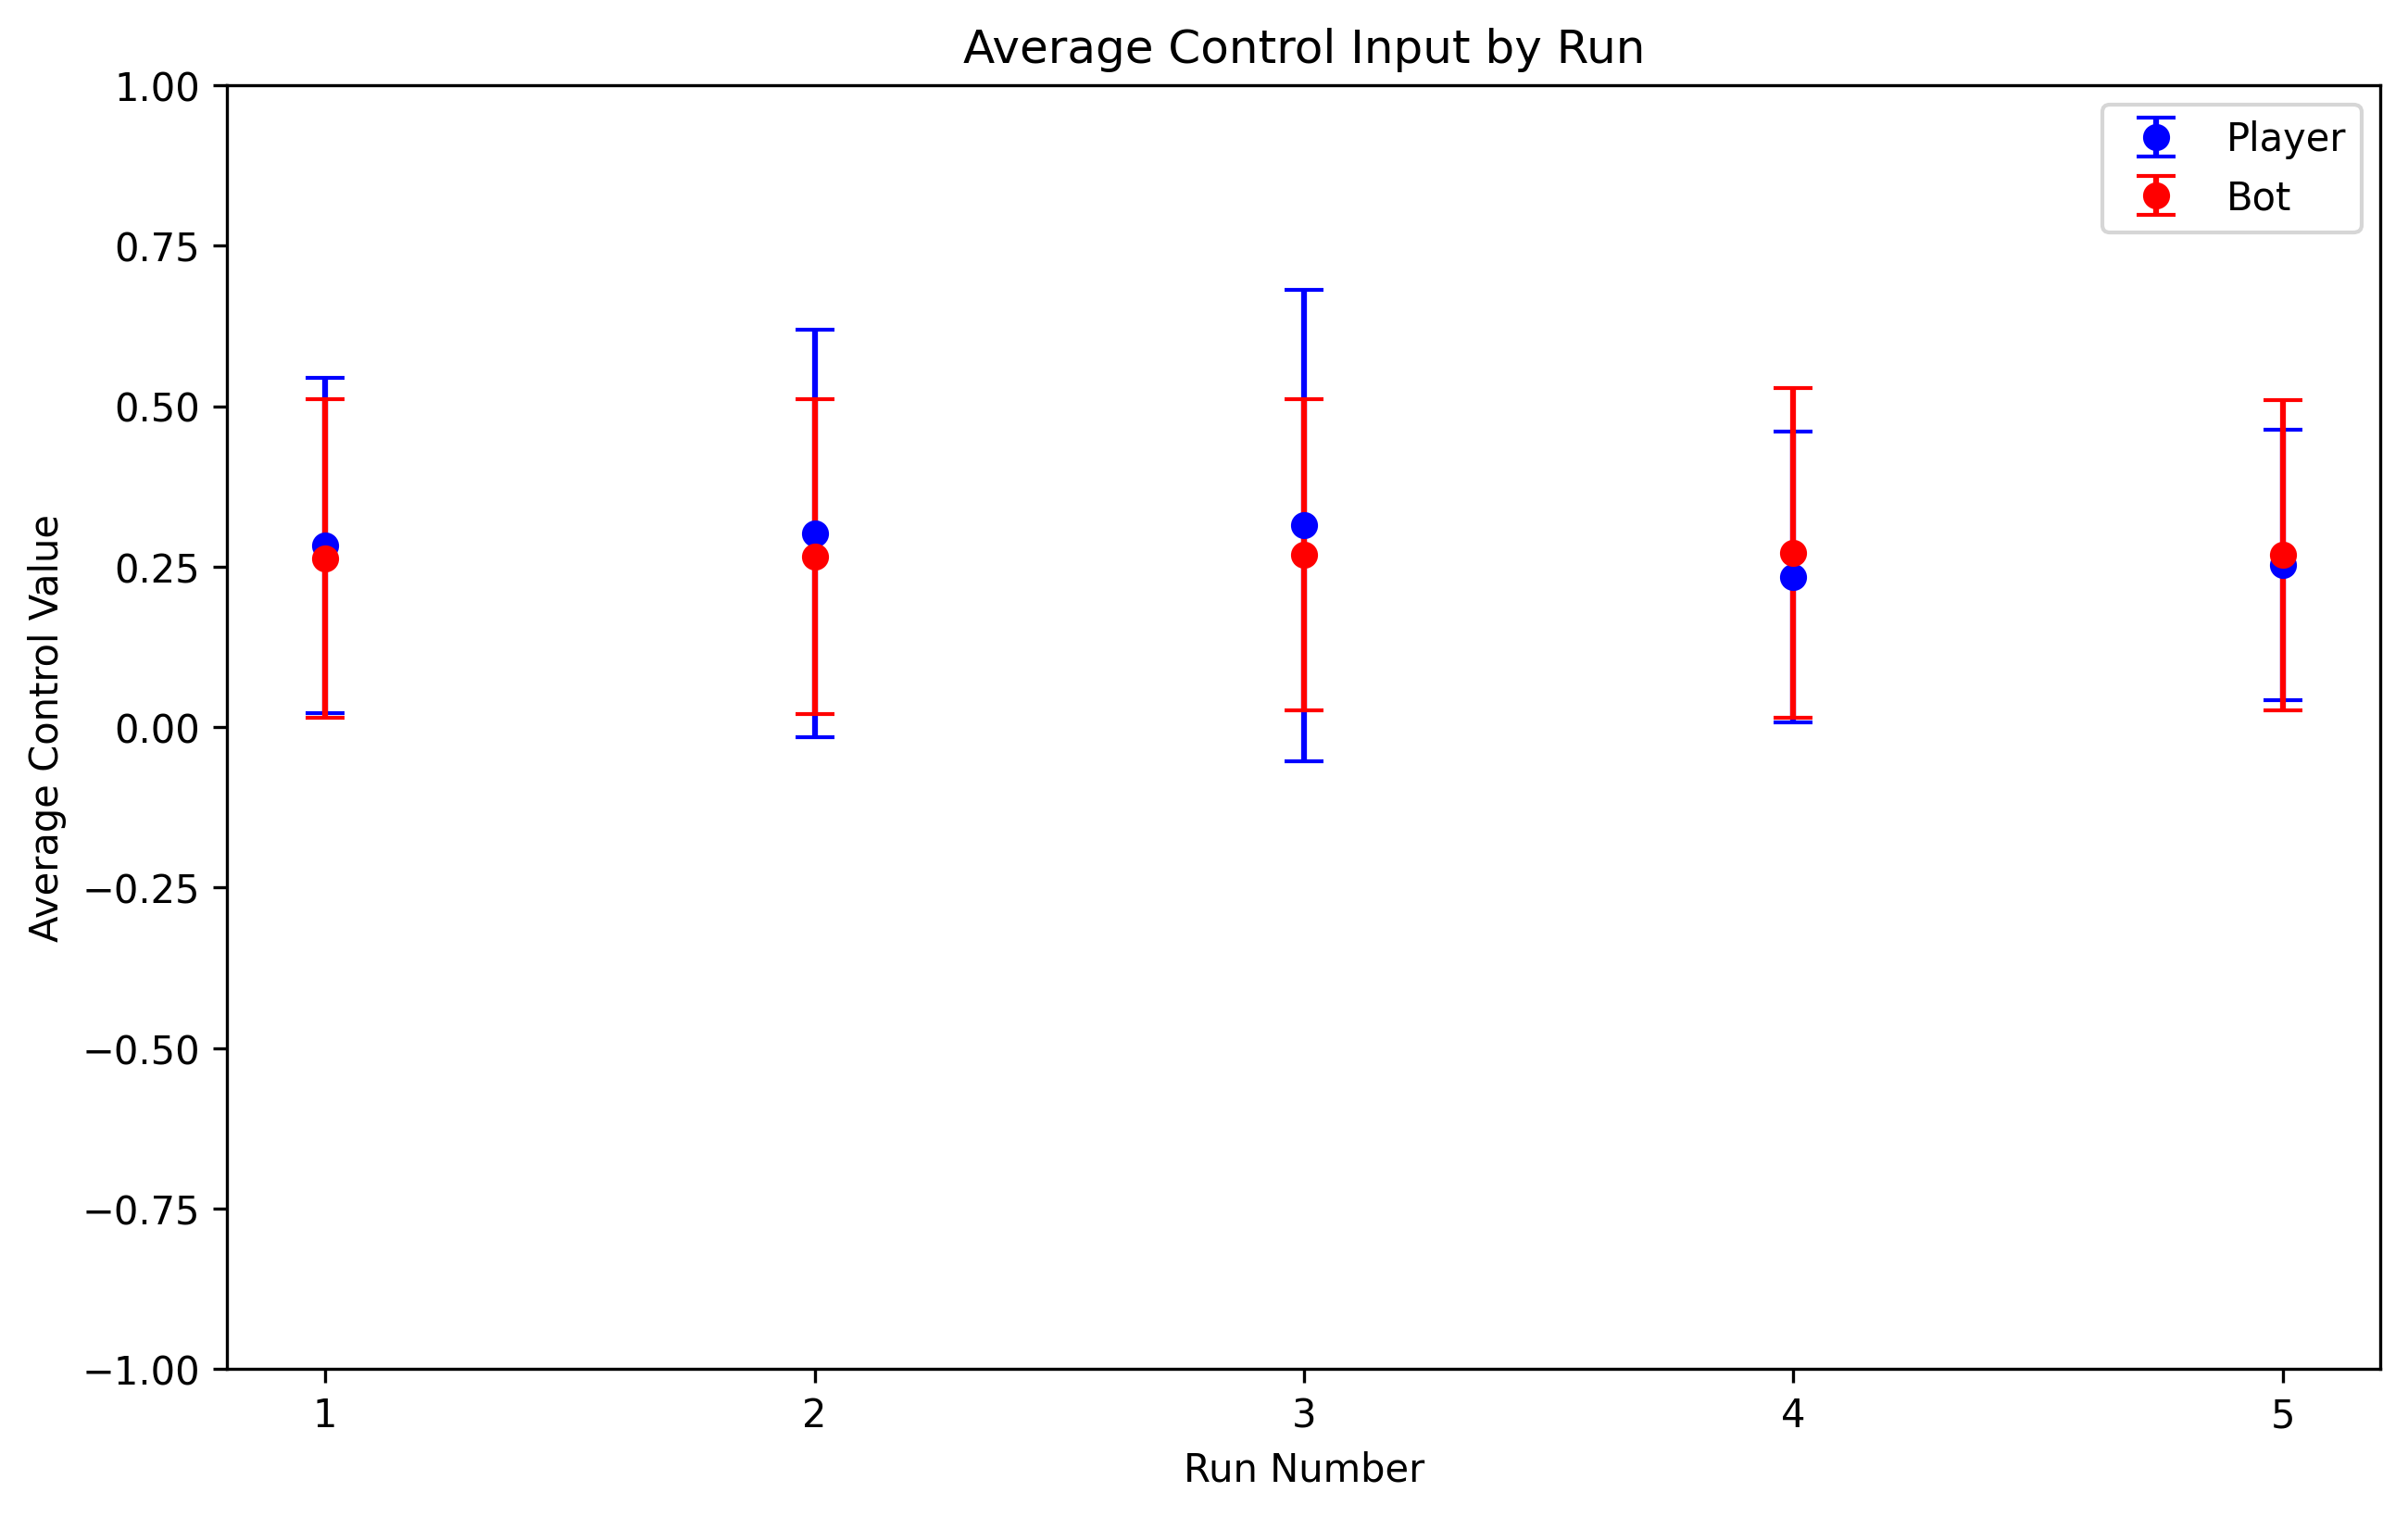 Average Control Input by Run
Average Control Value
1.00
0.75
0.50
0.25
0.00
−0.25
−0.50
−0.75
−1.00
Player
Bot
1 2 3 4 5
Run Number